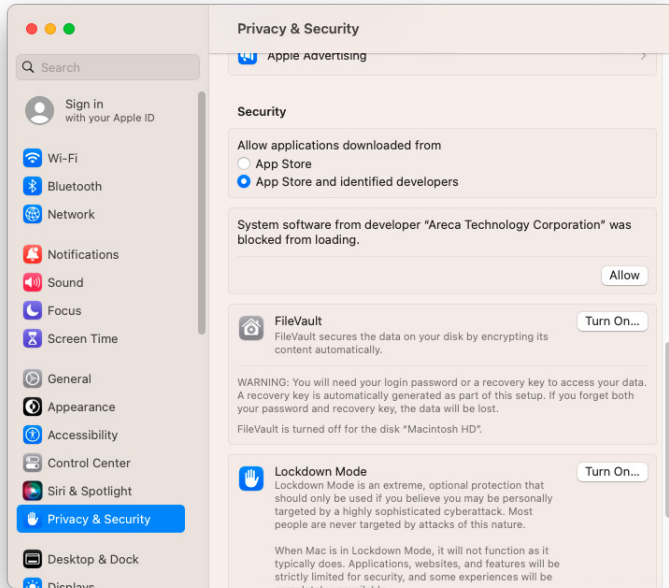 Privacy & Security
Search
Sign in
with your Apple ID
Wi-Fi
Bluetooth
Network
Notifications
Sound
Focus
Screen Time
General
Appearance
Accessibility
Control Center
Siri & Spotlight
Privacy & Security
Desktop & Dock
Displays
Apple Advertising
Security
Allow applications downloaded from
App Store
App Store and identified developers
System software from developer “Areca Technology Corporation” was
blocked from loading.
Allow
FileVault
Turn On...
FileVault secures the data on your disk by encrypting its
content automatically.
WARNING: You will need your login password or a recovery key to access your data.
A recovery key is automatically generated as part of this setup. If you forget both
your password and recovery key, the data will be lost.
FileVault is turned off for the disk “Macintosh HD”.
Lockdown Mode
Turn On...
Lockdown Mode is an extreme, optional protection that
should only be used if you believe you may be personally
targeted by a highly sophisticated cyberattack. Most
people are never targeted by attacks of this nature.
When Mac is in Lockdown Mode, it will not function as it
typically does. Applications, websites, and features will be
strictly limited for security, and some experiences will be